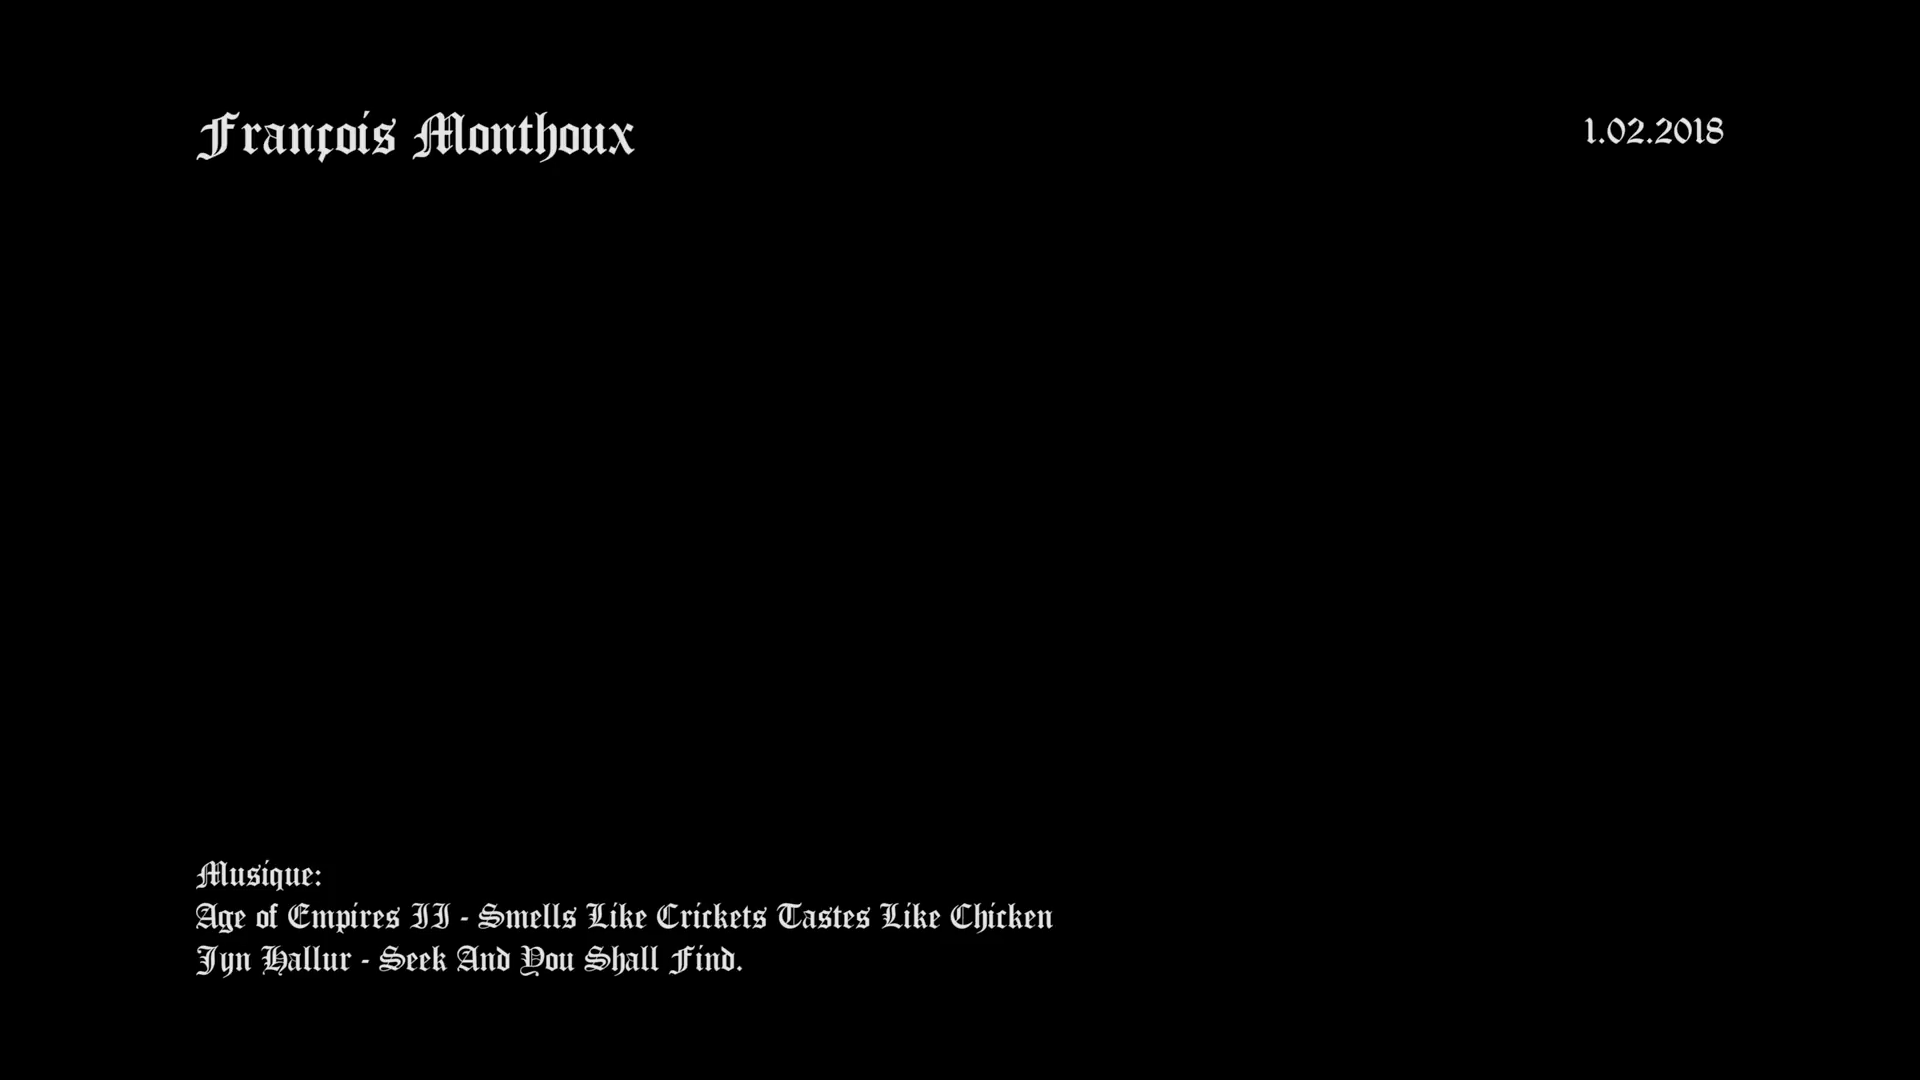 François Monthoux
1.02.2018
Musique:
Age of Empires II - Smells Like Crickets Tastes Like Chicken
Jyn Hallur - Seek And You Shall Find.